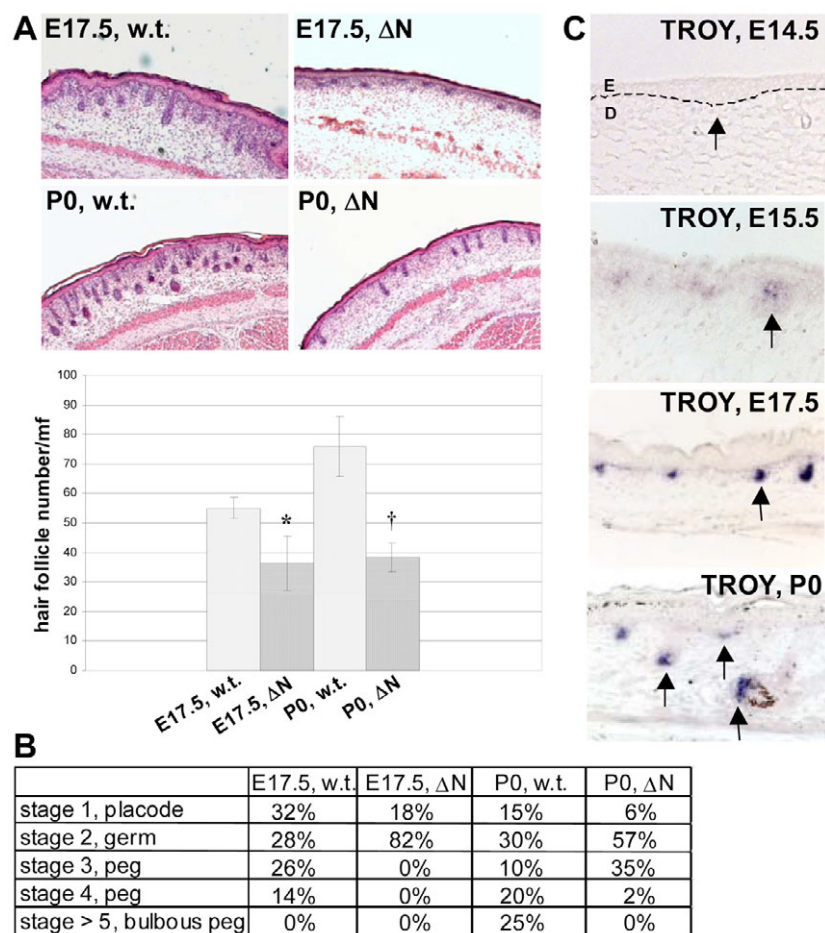 A
E17.5, w.t.
E17.5, ΔN
P0, w.t.
P0, ΔN
hair follicle number/mf
100
90
80
70
60
50
40
30
20
10
0
*
†
E17.5, w.t.
E17.5, ΔN
P0, w.t.
P0, ΔN
C
TROY, E14.5
E
D
TROY, E15.5
TROY, E17.5
TROY, P0
B
E17.5, w.t. E17.5, ΔN P0, w.t. P0, ΔN
stage 1, placode 32% 18% 15% 6%
stage 2, germ 28% 82% 30% 57%
stage 3, peg 26% 0% 10% 35%
stage 4, peg 14% 0% 20% 2%
stage > 5, bulbous peg 0% 0% 25% 0%